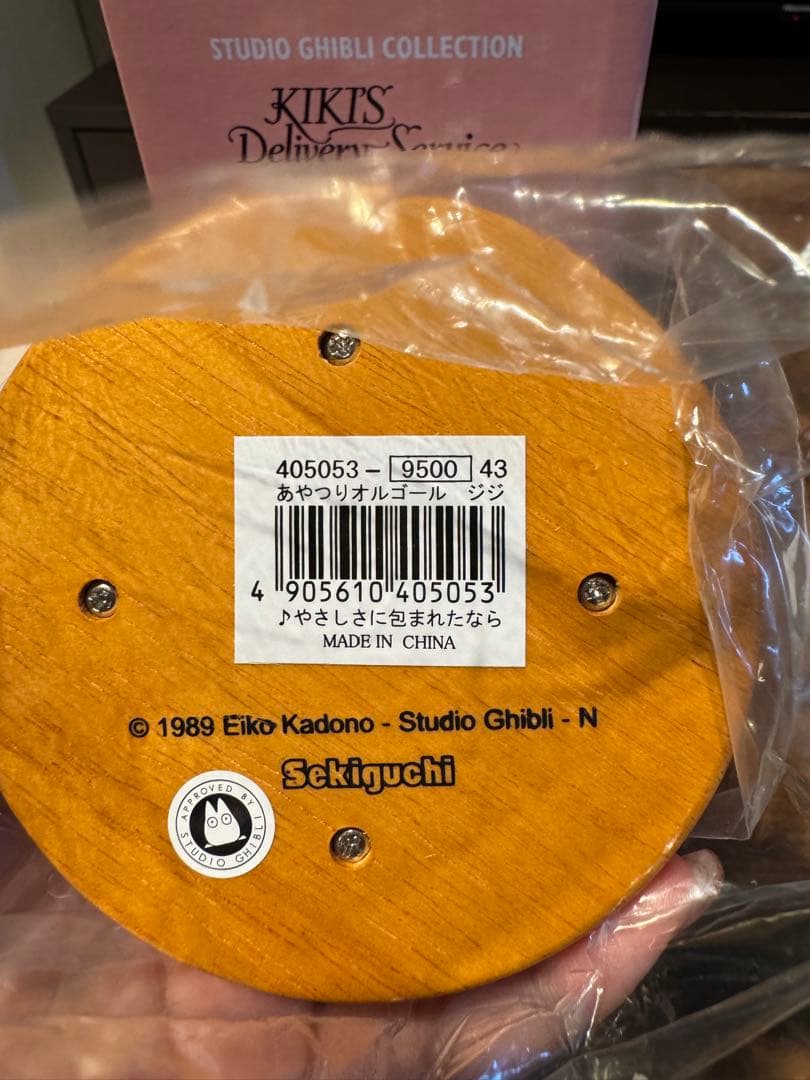 STUDIO GHIBLI COLLECTION
KIKI'S
Delivery Service
405053 - 9500 43
あやつりオルゴール ジジ
4 905610 405053
♪やさしさに包まれたなら
MADE IN CHINA
© 1989 Eiko Kadono - Studio Ghibli - N
Sekiguchi
APPROVED BY
STUDIO GHIBLI